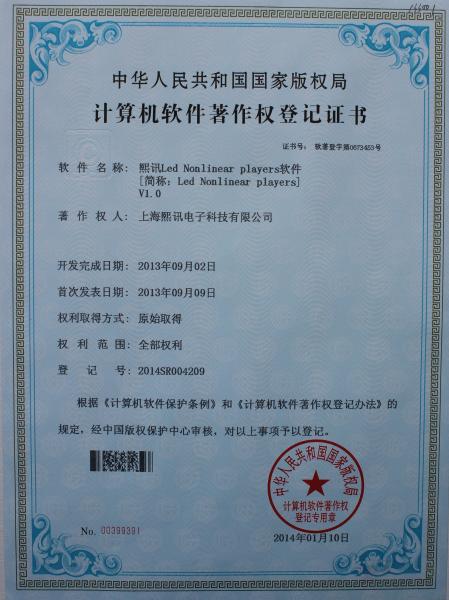 166001
中华人民共和国国家版权局
计算机软件著作权登记证书
证书号： 软著登字第0673453号
软件名称： 熙讯Led Nonlinear players软件
[简称：Led Nonlinear players]
V1.0
著作权人： 上海熙讯电子科技有限公司
开发完成日期： 2013年09月02日
首次发表日期： 2013年09月09日
权利取得方式： 原始取得
权利范围： 全部权利
登记号： 2014SR004209
根据《计算机软件保护条例》和《计算机软件著作权登记办法》的
规定，经中国版权保护中心审核，对以上事项予以登记。
中华人民共和国国家版权局
计算机软件著作权
登记专用章
No. 00399391
2014年01月10日